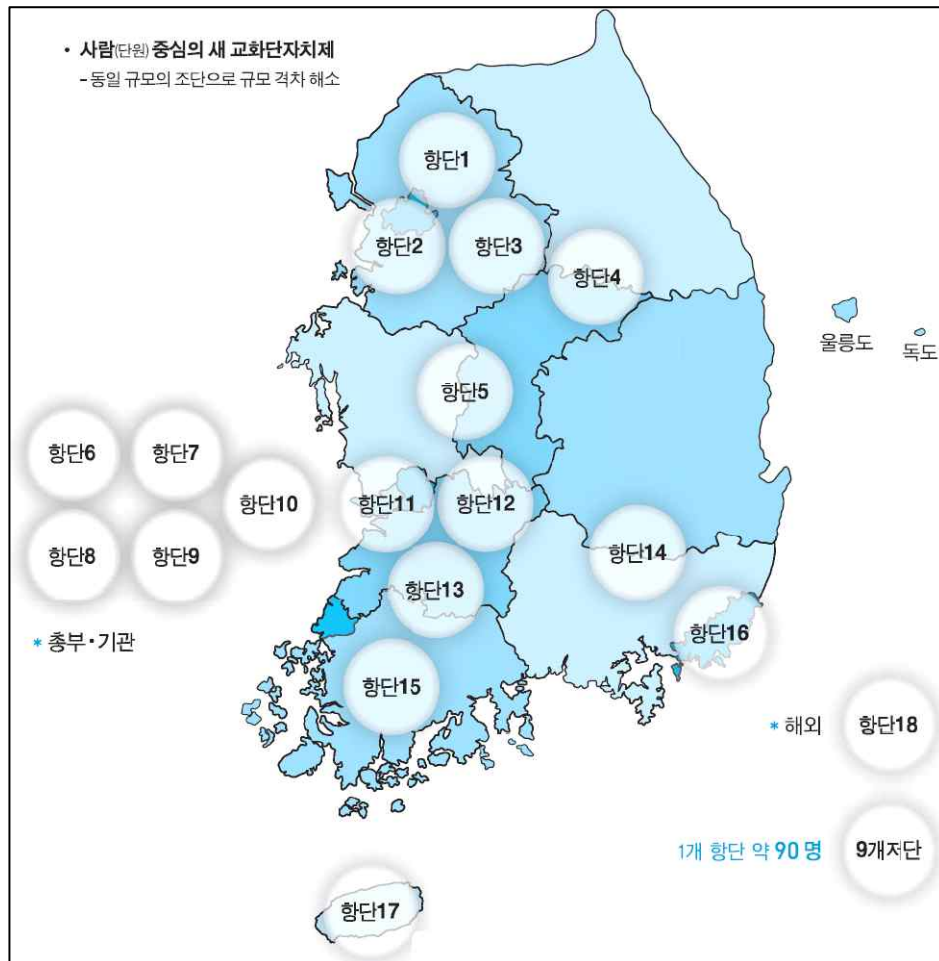 • 사람(단원) 중심의 새 교화단자치제
– 동일 규모의 조단으로 규모 격차 해소
항단1
항단2
항단3
항단4
울릉도
독도
항단5
항단6
항단7
항단10
항단11
항단12
항단8
항단9
항단14
항단13
* 총부·기관
항단16
항단15
* 해외
항단18
1개 항단 약 90 명
9개저단
항단17